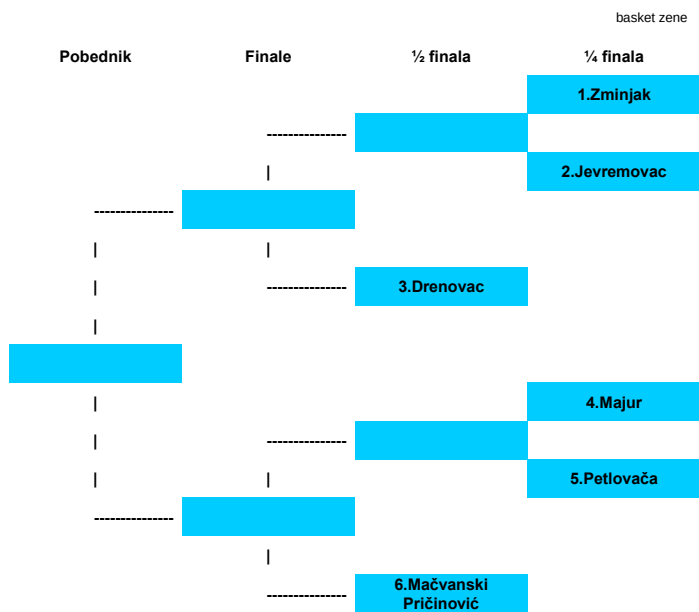 basket zene
Pobednik Finale ½ finala ¼ finala
1.Zminjak
---------------
|
2.Jevremovac
---------------
|
|
|
---------------
3.Drenovac
|
|
4.Majur
|
---------------
|
|
5.Petlovača
---------------
|
---------------
6.Mačvanski
Pričinović